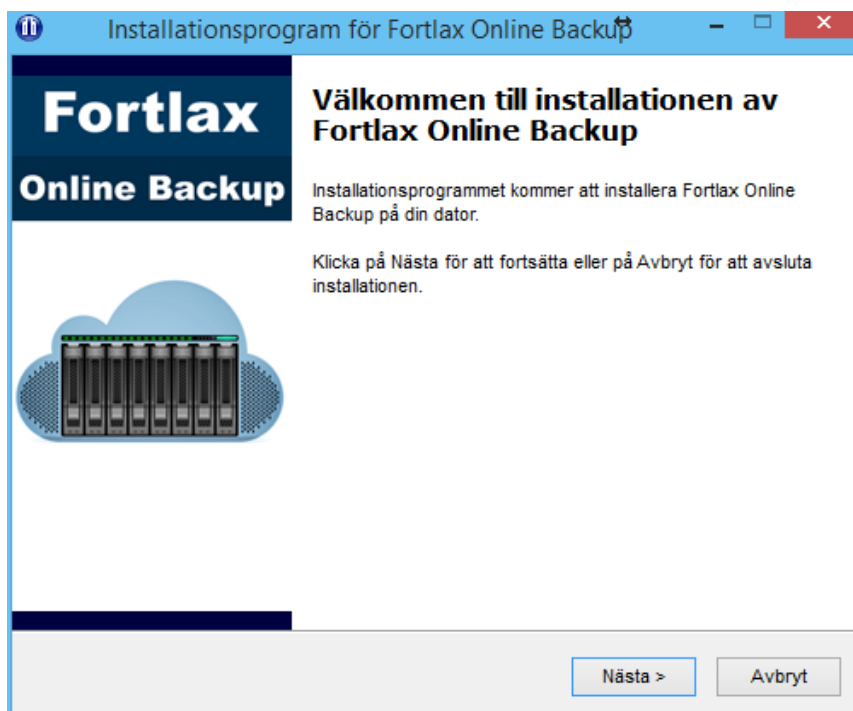 Installationsprogram för Fortlax Online Backup
Fortlax
Online Backup
Välkommen till installationen av
Fortlax Online Backup
Installationsprogrammet kommer att installera Fortlax Online
Backup på din dator.
Klicka på Nästa för att fortsätta eller på Avbryt för att avsluta
installationen.
Nästa >
Avbryt